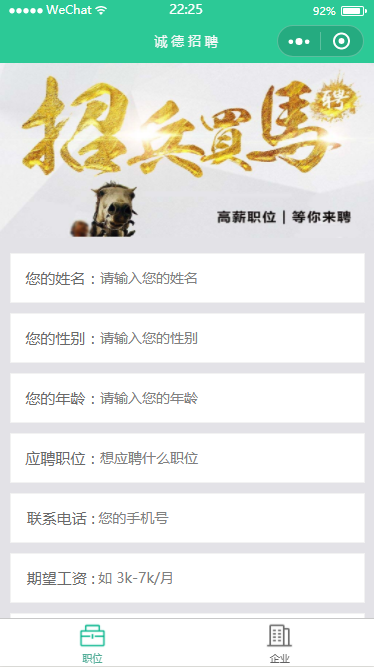 WeChat 22:25 92%
诚德招聘
招兵買馬 聘
高薪职位 | 等你来聘
您的姓名：请输入您的姓名
您的性别：请输入您的性别
您的年龄：请输入您的年龄
应聘职位：想应聘什么职位
联系电话：您的手机号
期望工资：如 3k-7k/月
职位 企业